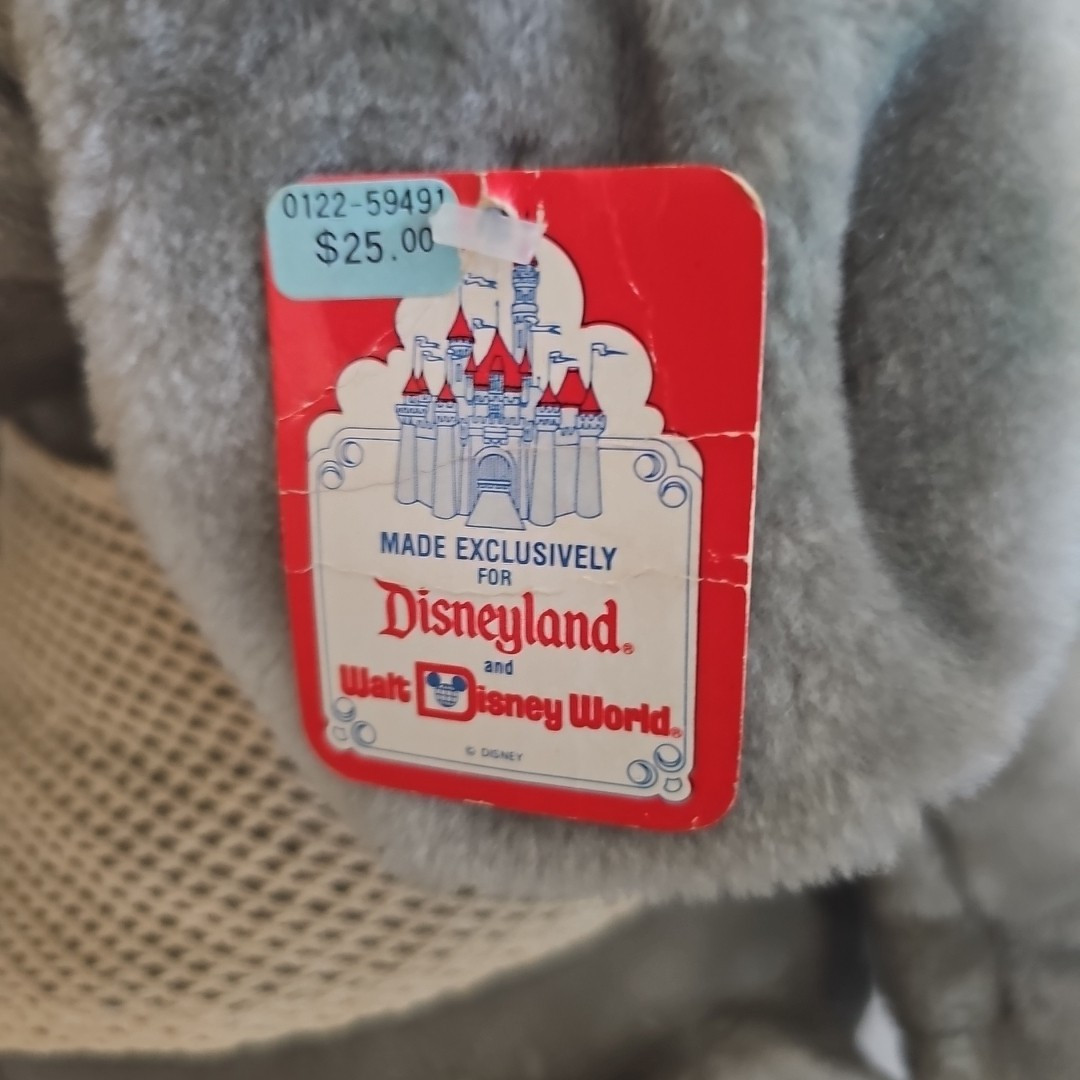 0122-59491
$25.00
MADE EXCLUSIVELY
FOR
Disneyland®
and
Walt Disney World®
© DISNEY